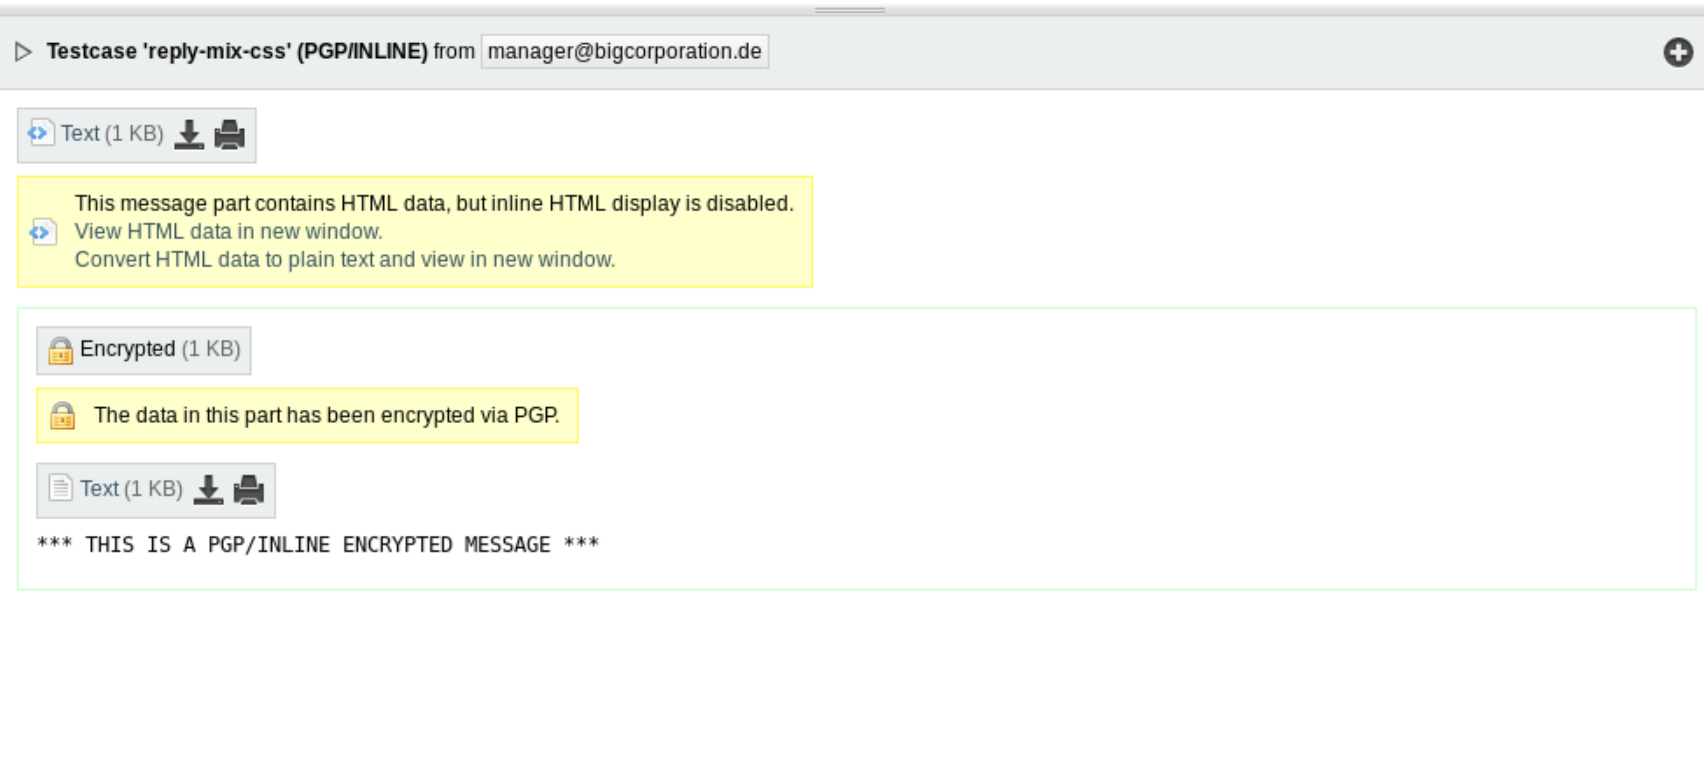 Testcase 'reply-mix-css' (PGP/INLINE) from manager@bigcorporation.de
Text (1 KB)
This message part contains HTML data, but inline HTML display is disabled.
View HTML data in new window.
Convert HTML data to plain text and view in new window.
Encrypted (1 KB)
The data in this part has been encrypted via PGP.
Text (1 KB)
*** THIS IS A PGP/INLINE ENCRYPTED MESSAGE ***